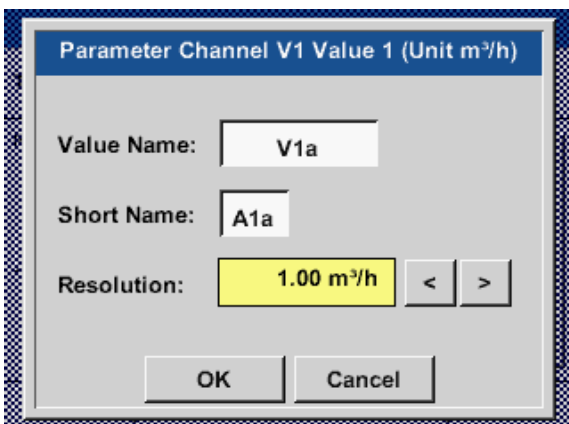 Parameter Channel V1 Value 1 (Unit m³/h)
Value Name: V1a
Short Name: A1a
Resolution: 1.00 m³/h < >
OK Cancel